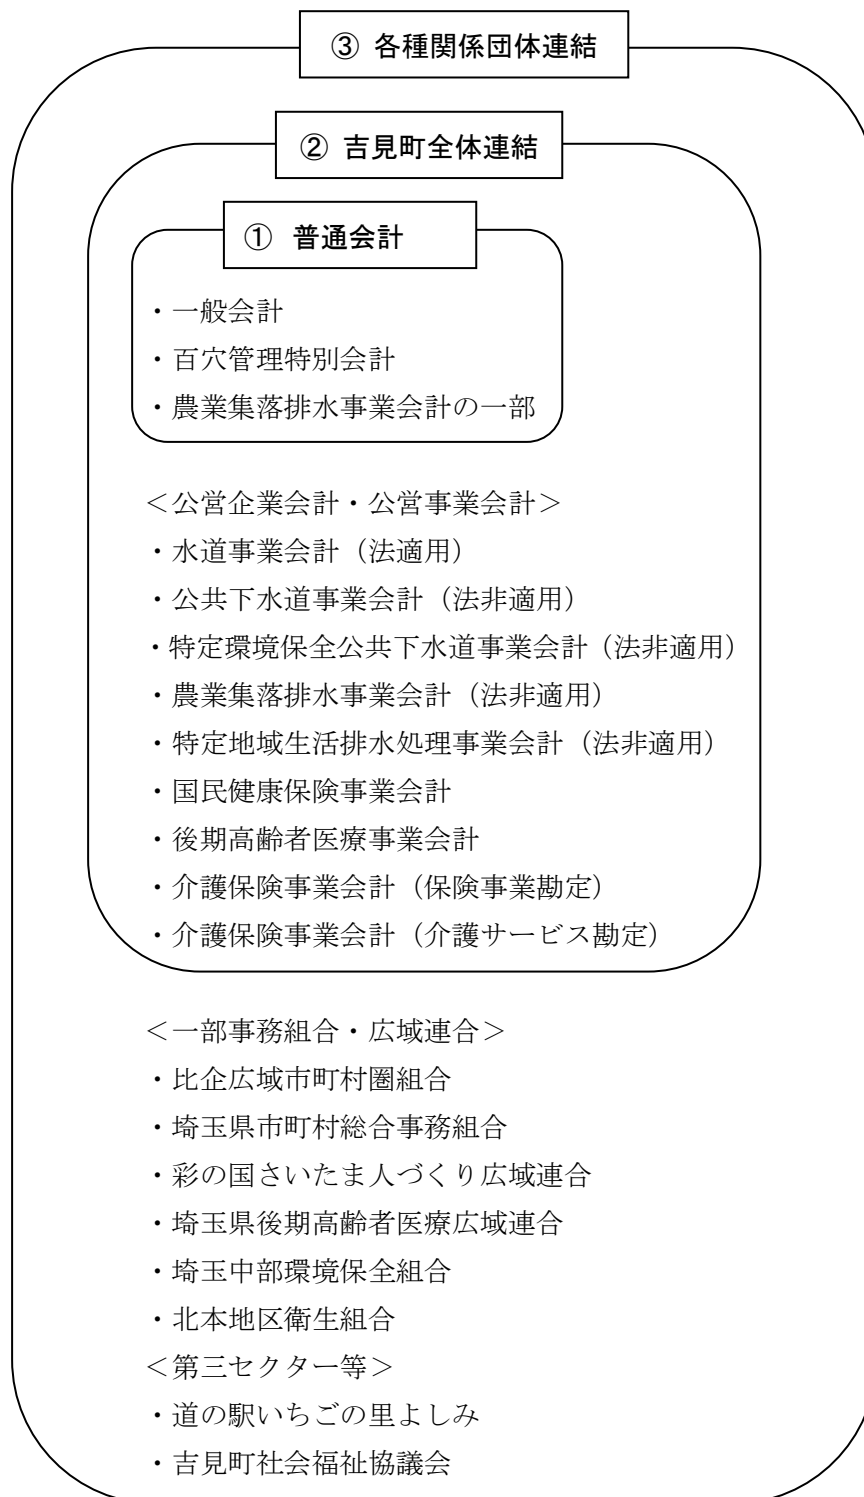 ③ 各種関係団体連結
② 吉見町全体連結
① 普通会計
・一般会計
・百穴管理特別会計
・農業集落排水事業会計の一部
＜公営企業会計・公営事業会計＞
・水道事業会計（法適用）
・公共下水道事業会計（法非適用）
・特定環境保全公共下水道事業会計（法非適用）
・農業集落排水事業会計（法非適用）
・特定地域生活排水処理事業会計（法非適用）
・国民健康保険事業会計
・後期高齢者医療事業会計
・介護保険事業会計（保険事業勘定）
・介護保険事業会計（介護サービス勘定）
＜一部事務組合・広域連合＞
・比企広域市町村圏組合
・埼玉県市町村総合事務組合
・彩の国さいたま人づくり広域連合
・埼玉県後期高齢者医療広域連合
・埼玉中部環境保全組合
・北本地区衛生組合
＜第三セクター等＞
・道の駅いちごの里よしみ
・吉見町社会福祉協議会